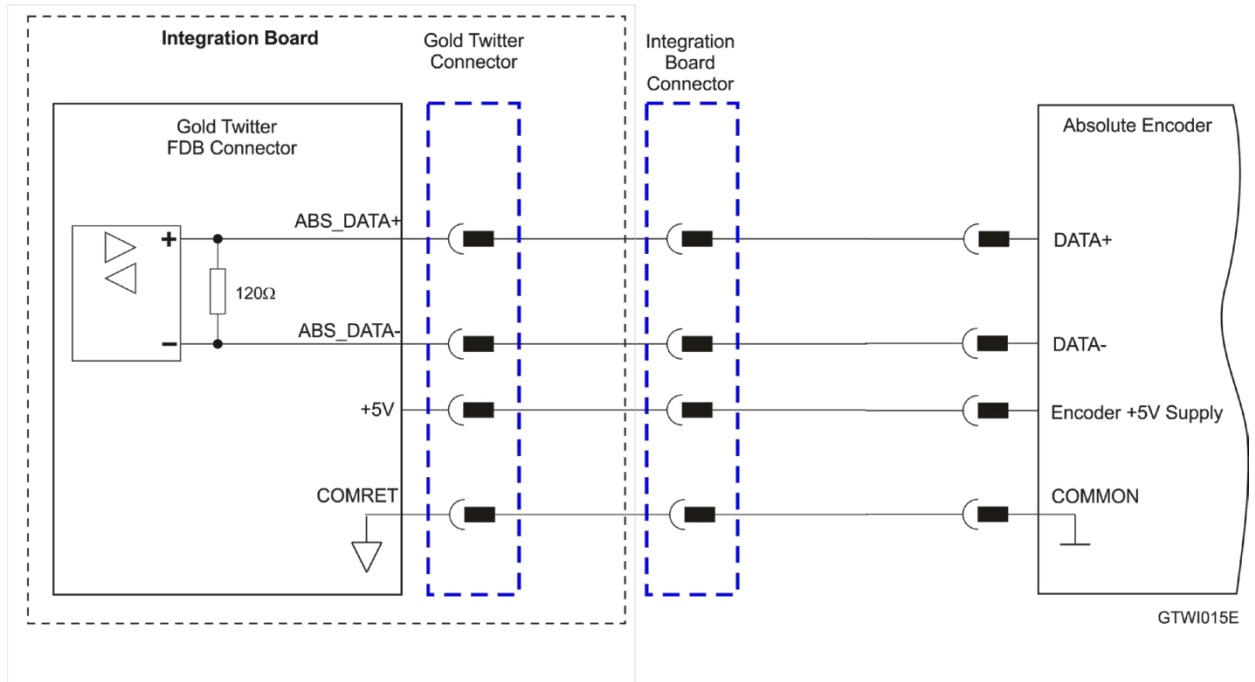 Integration Board
Gold Twitter
Connector
Integration
Board
Connector
Gold Twitter
FDB Connector
Absolute Encoder
ABS_DATA+
+
120Ω
DATA+
ABS_DATA-
-
DATA-
+5V
Encoder +5V Supply
COMRET
COMMON
GTWI015E